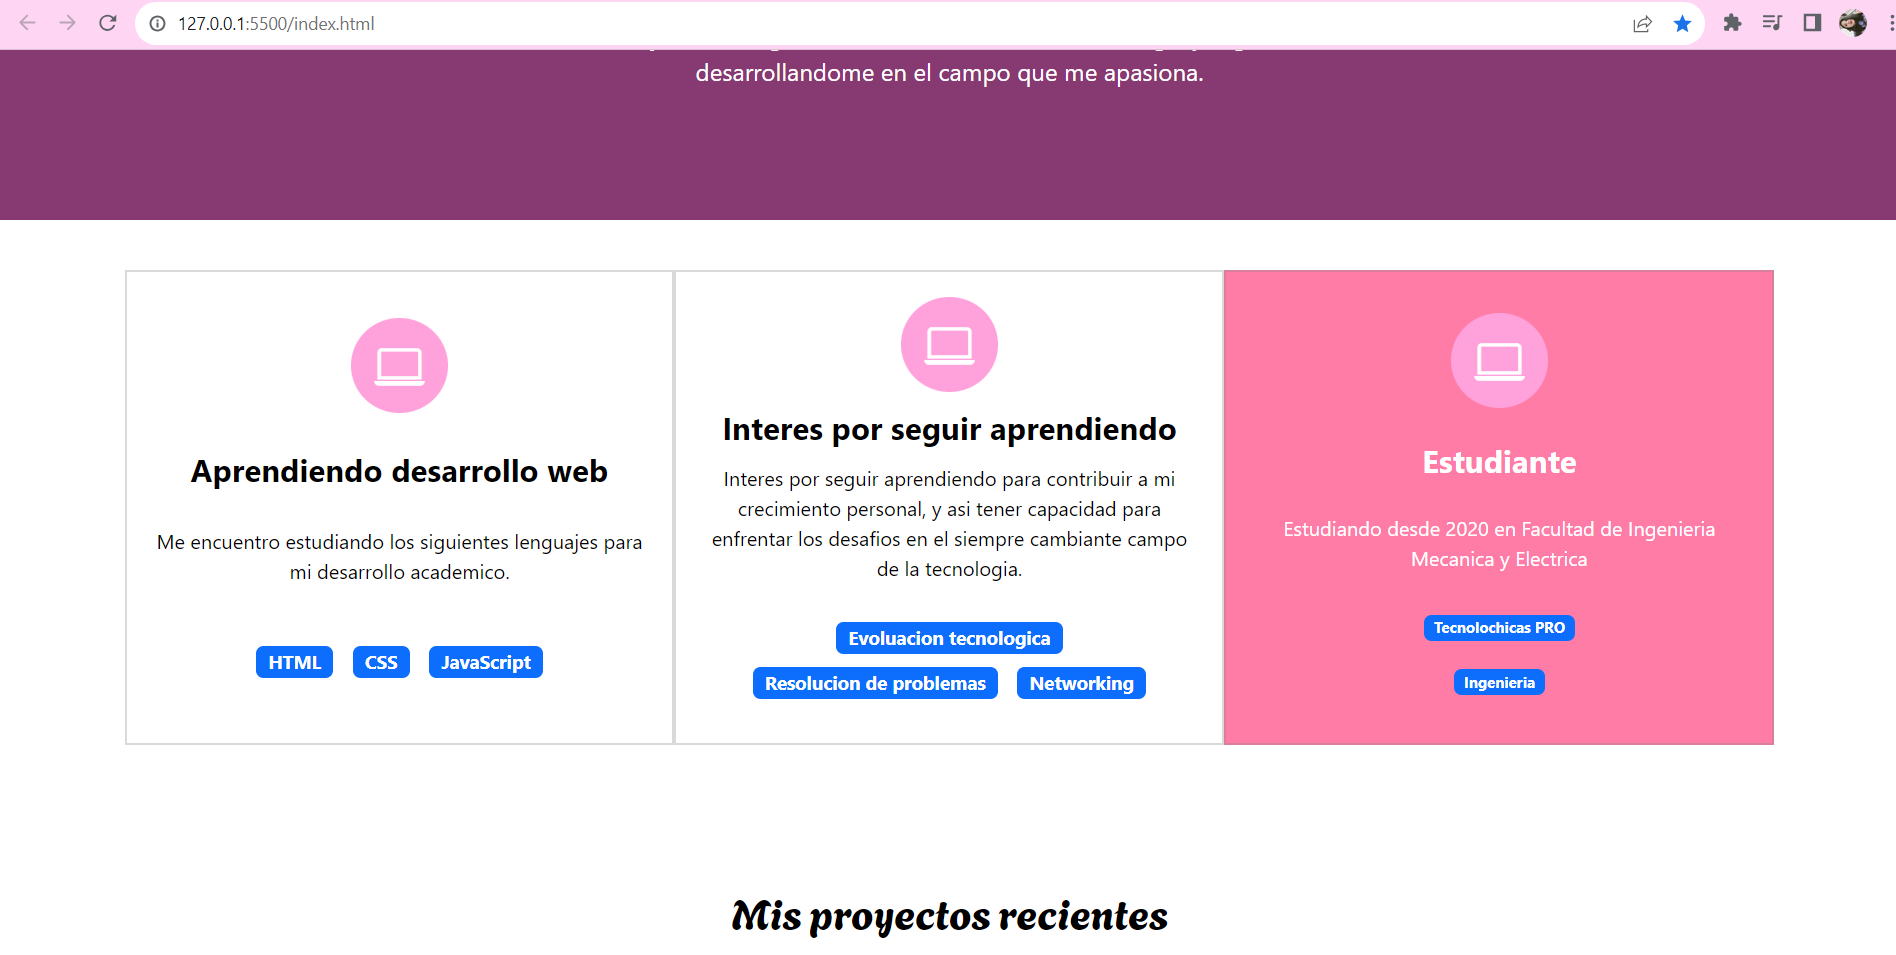 127.0.0.1:5500/index.html
desarrollandome en el campo que me apasiona.
Aprendiendo desarrollo web
Me encuentro estudiando los siguientes lenguajes para
mi desarrollo academico.
HTML CSS JavaScript
Interes por seguir aprendiendo
Interes por seguir aprendiendo para contribuir a mi
crecimiento personal, y asi tener capacidad para
enfrentar los desafios en el siempre cambiante campo
de la tecnologia.
Evoluacion tecnologica
Resolucion de problemas Networking
Estudiante
Estudiando desde 2020 en Facultad de Ingenieria
Mecanica y Electrica
Tecnolochicas PRO
Ingenieria
Mis proyectos recientes